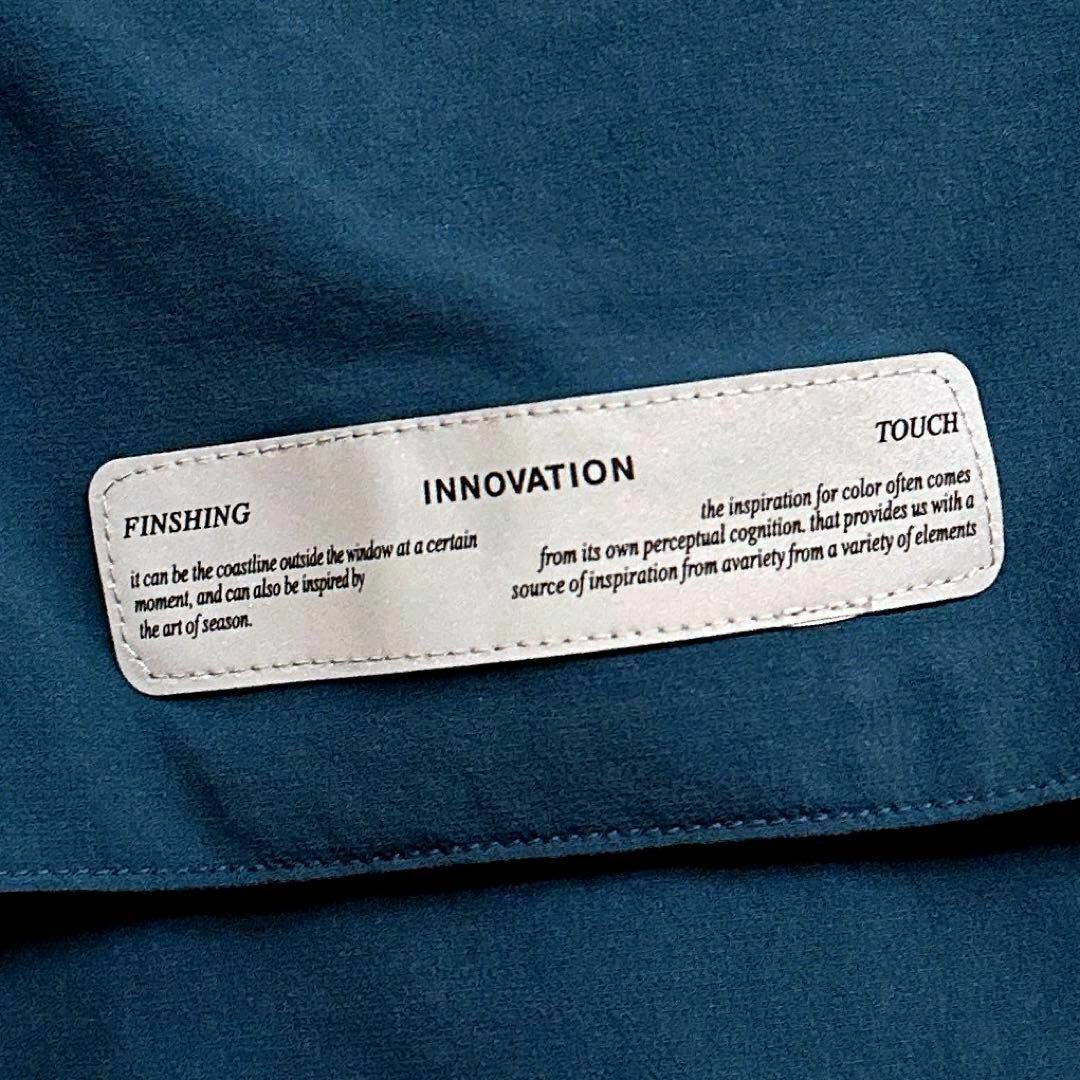 FINSHING
INNOVATION
TOUCH
it can be the coastline outside the window at a certain
moment, and can also be inspired by
the art of season.
the inspiration for color often comes
from its own perceptual cognition. that provides us with a
source of inspiration from avariety from a variety of elements